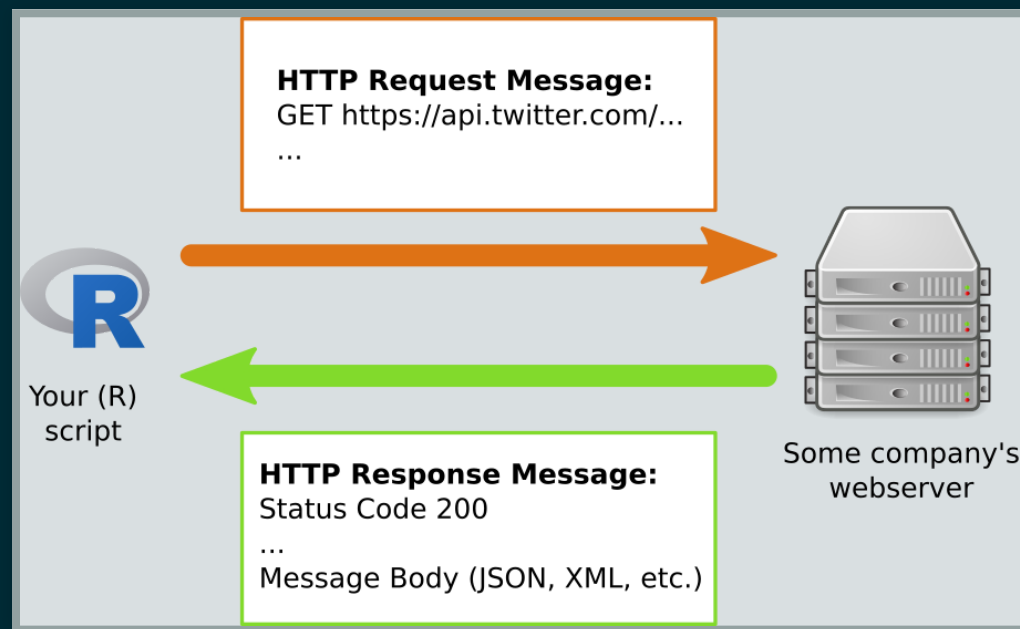 HTTP Request Message:
GET https://api.twitter.com/...
...
R
Your (R)
script
Some company's
webserver
HTTP Response Message:
Status Code 200
...
Message Body (JSON, XML, etc.)